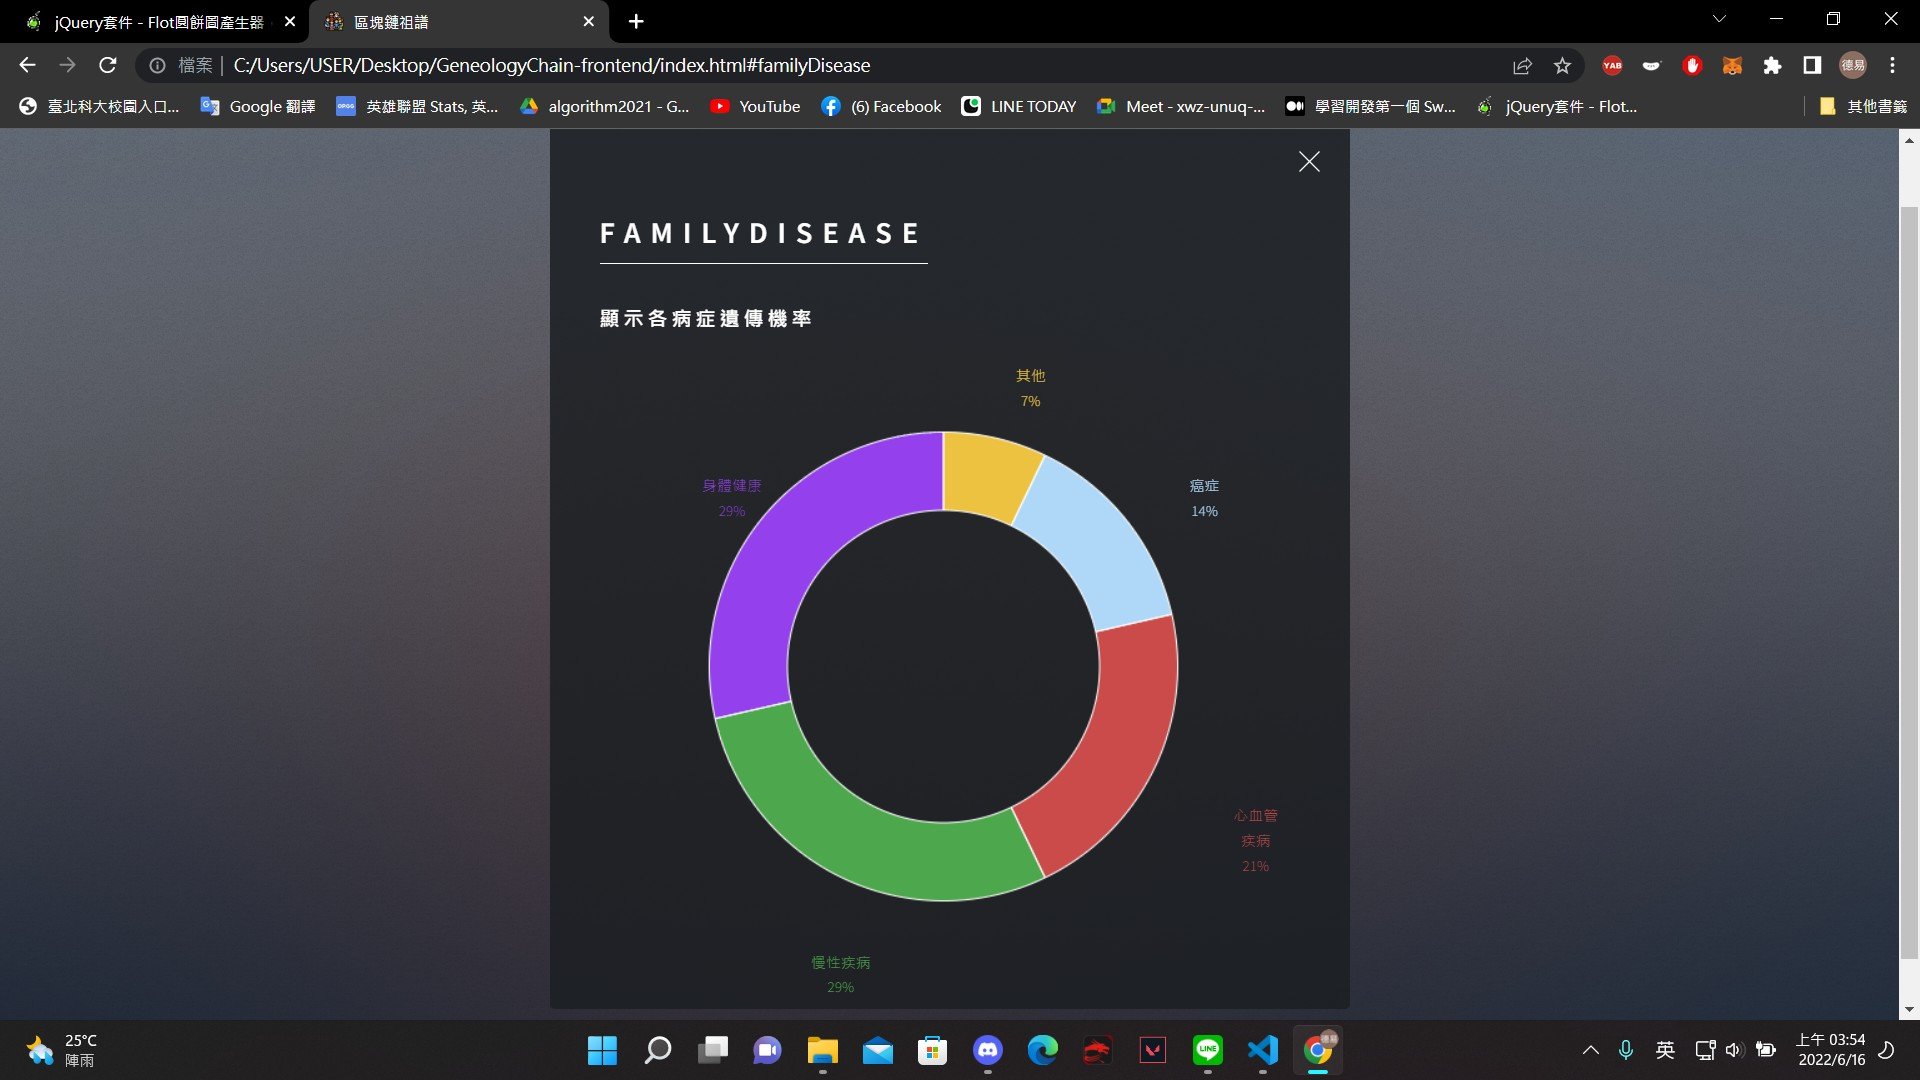 jQuery套件 - Flot圓餅圖產生器
區塊鏈祖譜
檔案
C:/Users/USER/Desktop/GeneologyChain-frontend/index.html#familyDisease
YAB
德易
臺北科大校園入口...
Google 翻譯
OPGG
英雄聯盟 Stats, 英...
algorithm2021 - G...
YouTube
(6) Facebook
LINE TODAY
Meet - xwz-unuq-...
學習開發第一個 Sw...
jQuery套件 - Flot...
其他書籤
FAMILYDISEASE
顯示各病症遺傳機率
其他
7%
身體健康
29%
癌症
14%
心血管
疾病
21%
慢性疾病
29%
25°C
陣雨
LINE
英
上午 03:54
2022/6/16